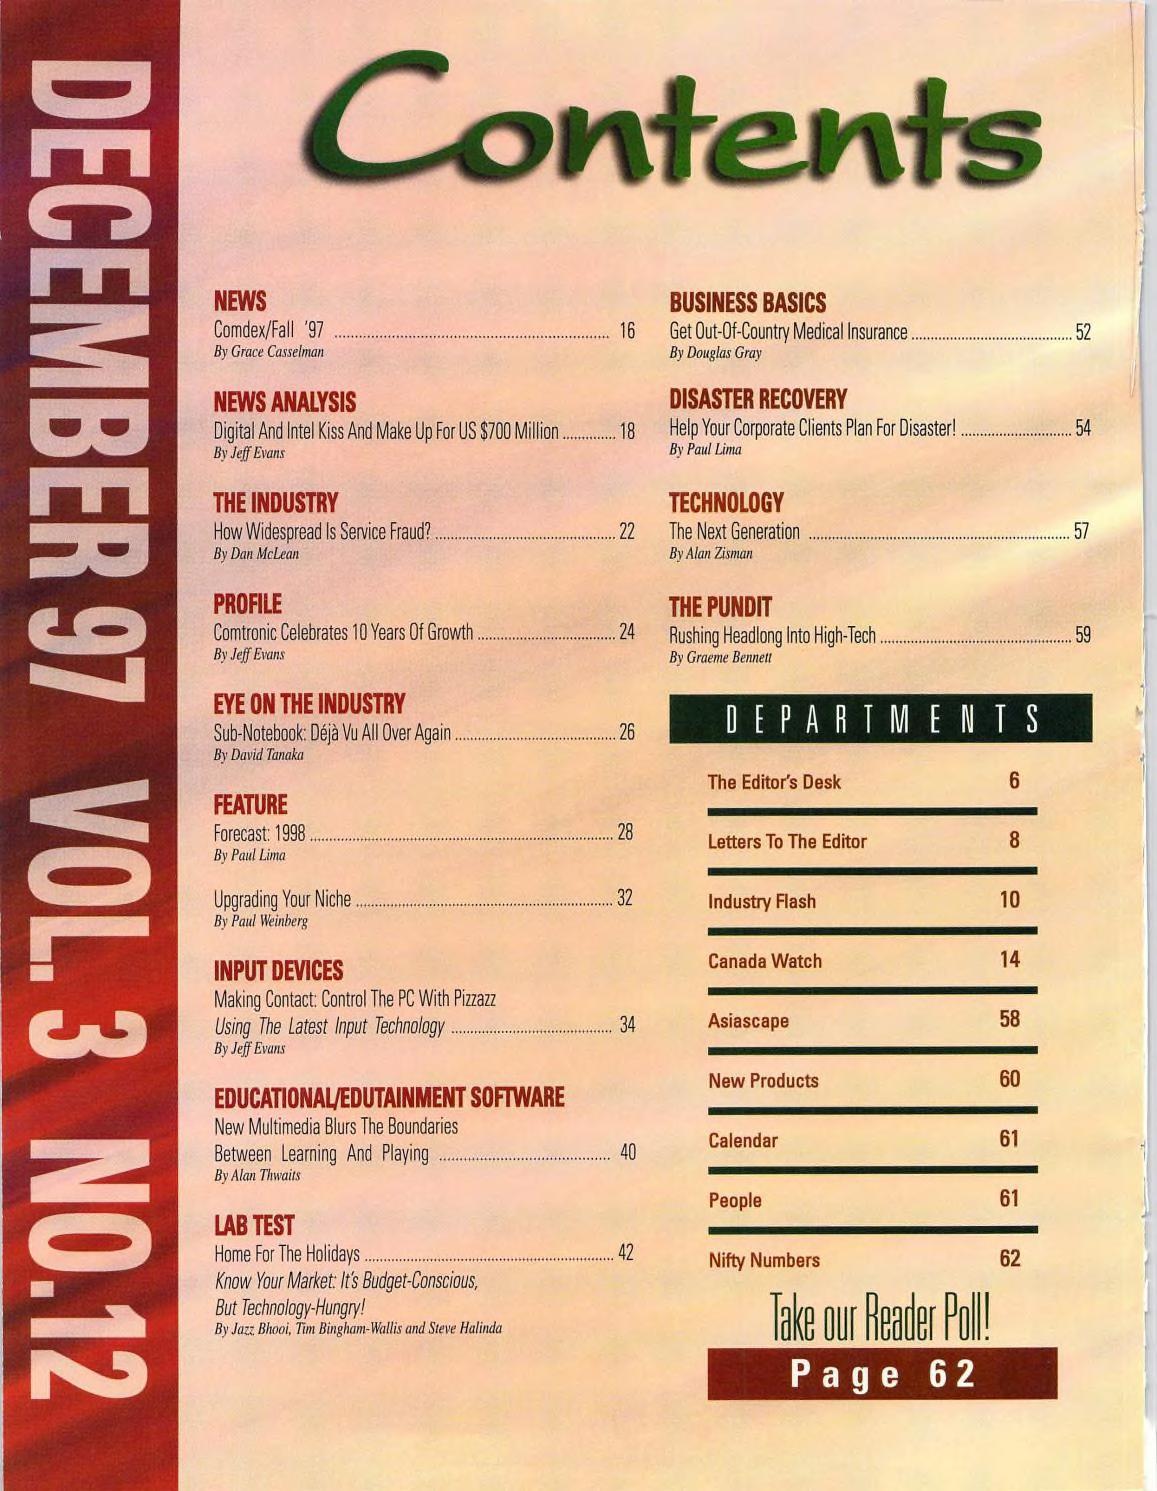 DECEMBER 97 VOL. 3 NO.12
Contents
NEWS
Comdex/Fall '97 ........ 16
By Grace Casselman
NEWS ANALYSIS
Digital And Intel Kiss And Make Up For US $700 Million ........ 18
By Jeff Evans
THE INDUSTRY
How Widespread Is Service Fraud? ........ 22
By Dan McLean
PROFILE
Comtronic Celebrates 10 Years Of Growth ........ 24
By Jeff Evans
EYE ON THE INDUSTRY
Sub-Notebook: Déjà Vu All Over Again ........ 26
By David Tanaka
FEATURE
Forecast: 1998 ........ 28
By Paul Lima
Upgrading Your Niche ........ 32
By Paul Weinberg
INPUT DEVICES
Making Contact: Control The PC With Pizzazz
Using The Latest Input Technology ........ 34
By Jeff Evans
EDUCATIONAL/EDUTAINMENT SOFTWARE
New Multimedia Blurs The Boundaries
Between Learning And Playing ........ 40
By Alan Thwaits
LAB TEST
Home For The Holidays ........ 42
Know Your Market: It's Budget-Conscious,
But Technology-Hungry!
By Jazz Bhooi, Tim Bingham-Wallis and Steve Halinda
BUSINESS BASICS
Get Out-Of-Country Medical Insurance ........ 52
By Douglas Gray
DISASTER RECOVERY
Help Your Corporate Clients Plan For Disaster! ........ 54
By Paul Lima
TECHNOLOGY
The Next Generation ........ 57
By Alan Zisman
THE PUNDIT
Rushing Headlong Into High-Tech ........ 59
By Graeme Bennett
DEPARTMENTS
The Editor's Desk 6
Letters To The Editor 8
Industry Flash 10
Canada Watch 14
Asiascape 58
New Products 60
Calendar 61
People 61
Nifty Numbers 62
Take our Reader Poll!
Page 62